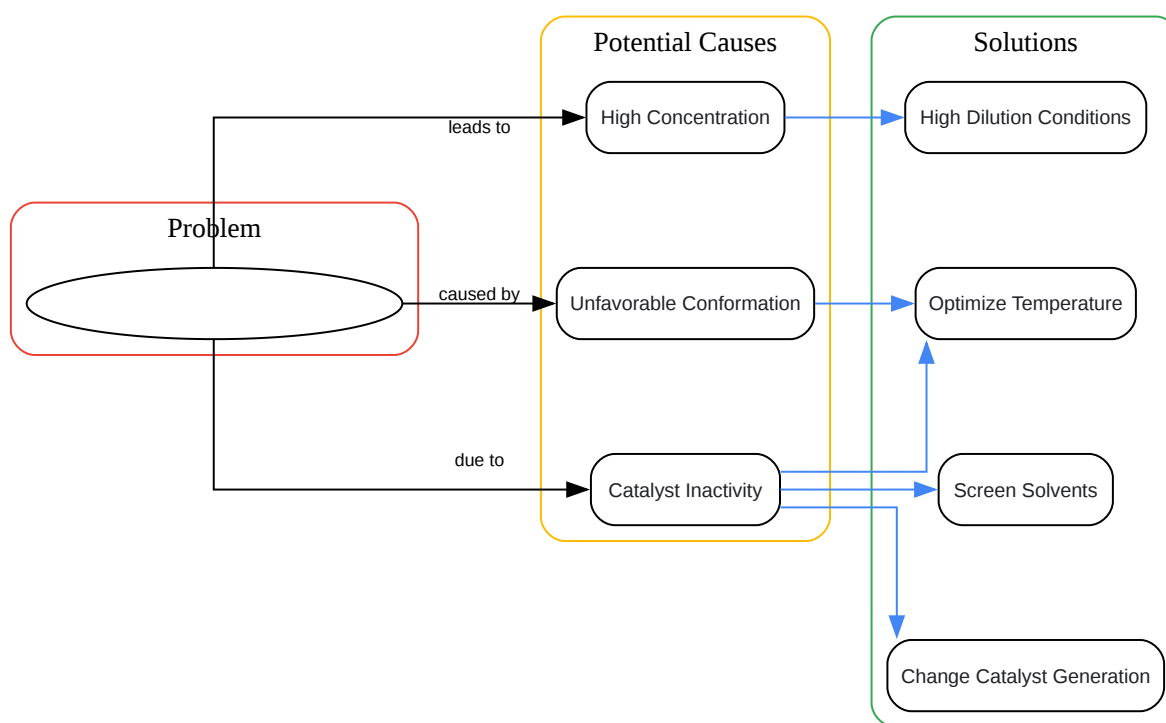 Potential Causes
Solutions
High Concentration
High Dilution Conditions
leads to
Problem
caused by
Unfavorable Conformation
Optimize Temperature
due to
Catalyst Inactivity
Screen Solvents
Change Catalyst Generation